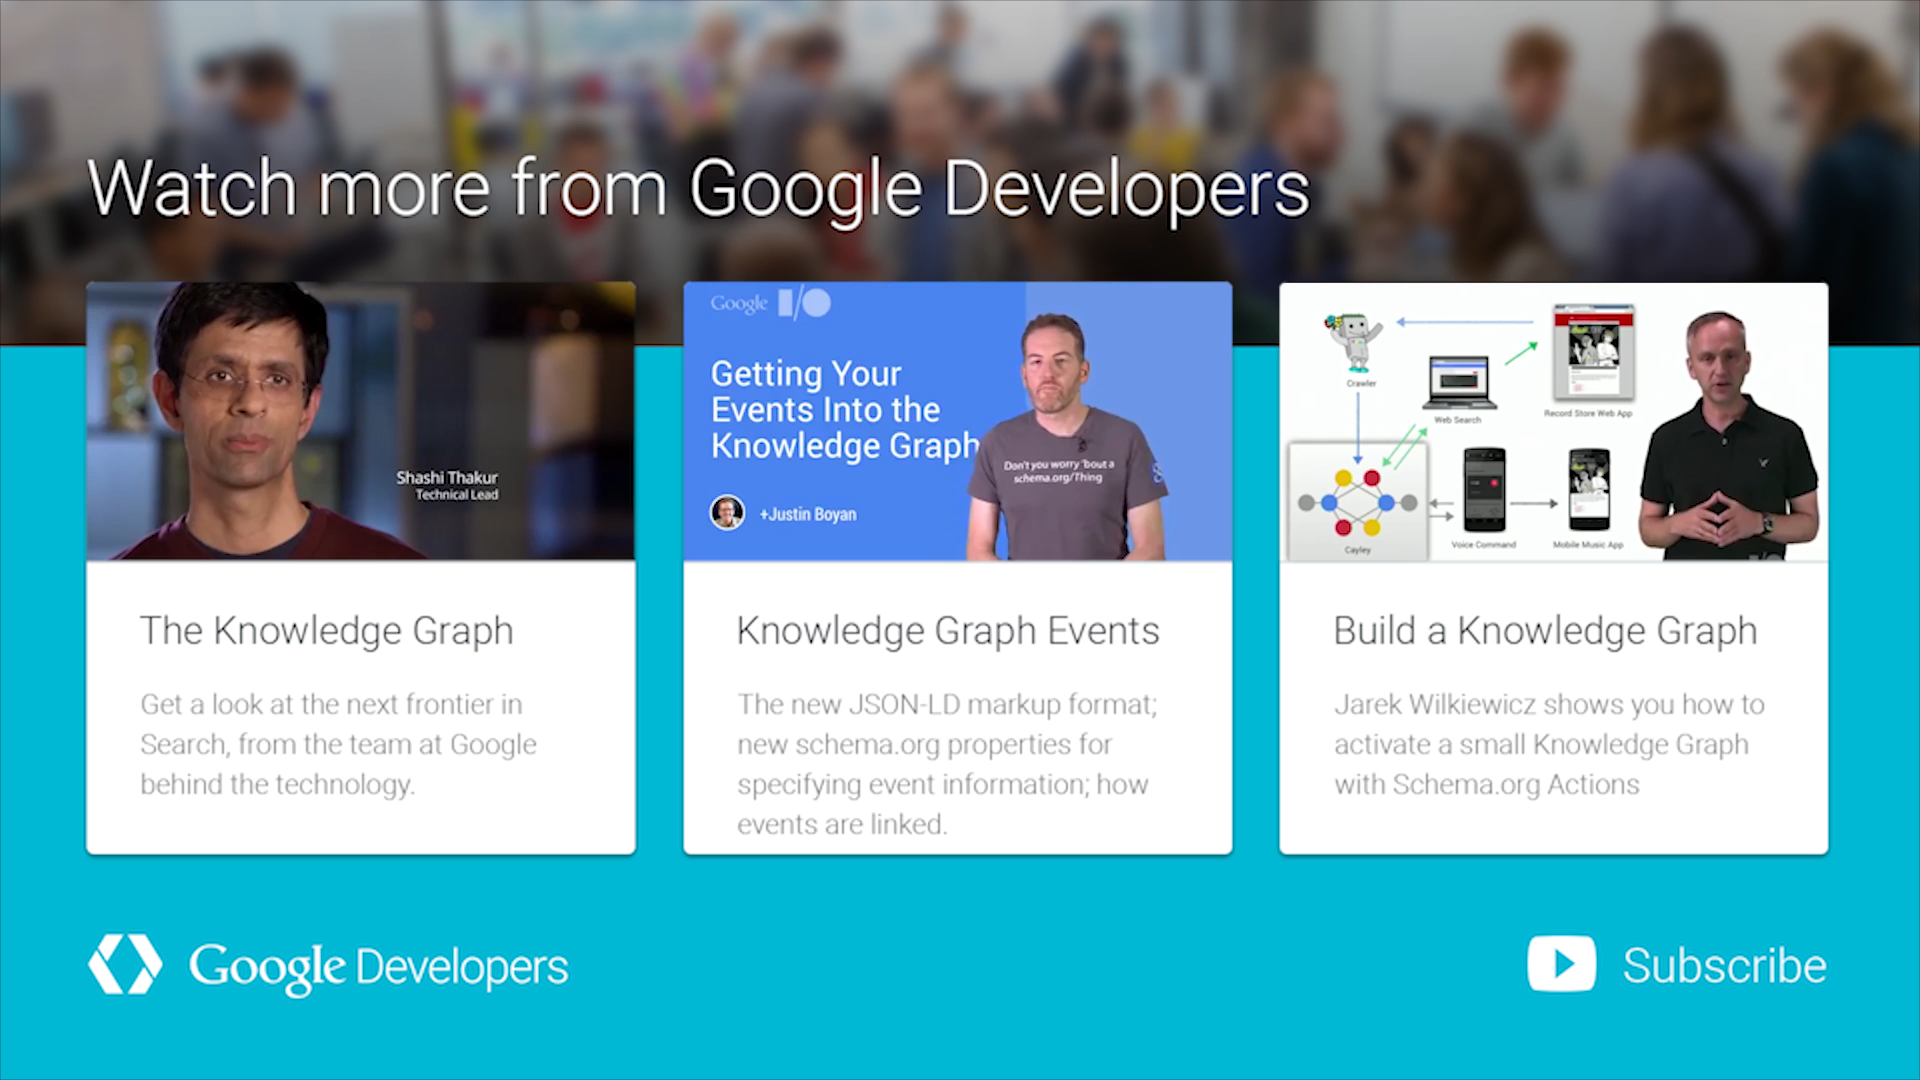 Watch more from Google Developers
Shashi Thakur
Technical Lead
Google I/O
Getting Your
Events Into the
Knowledge Graph
+Justin Boyan
Don't you worry 'bout a
schema.org/Thing
Crawler
Web Search
Record Store Web App
Cayley
Voice Command
Mobile Music App
The Knowledge Graph
Get a look at the next frontier in
Search, from the team at Google
behind the technology.
Knowledge Graph Events
The new JSON-LD markup format;
new schema.org properties for
specifying event information; how
events are linked.
Build a Knowledge Graph
Jarek Wilkiewicz shows you how to
activate a small Knowledge Graph
with Schema.org Actions
Google Developers
Subscribe